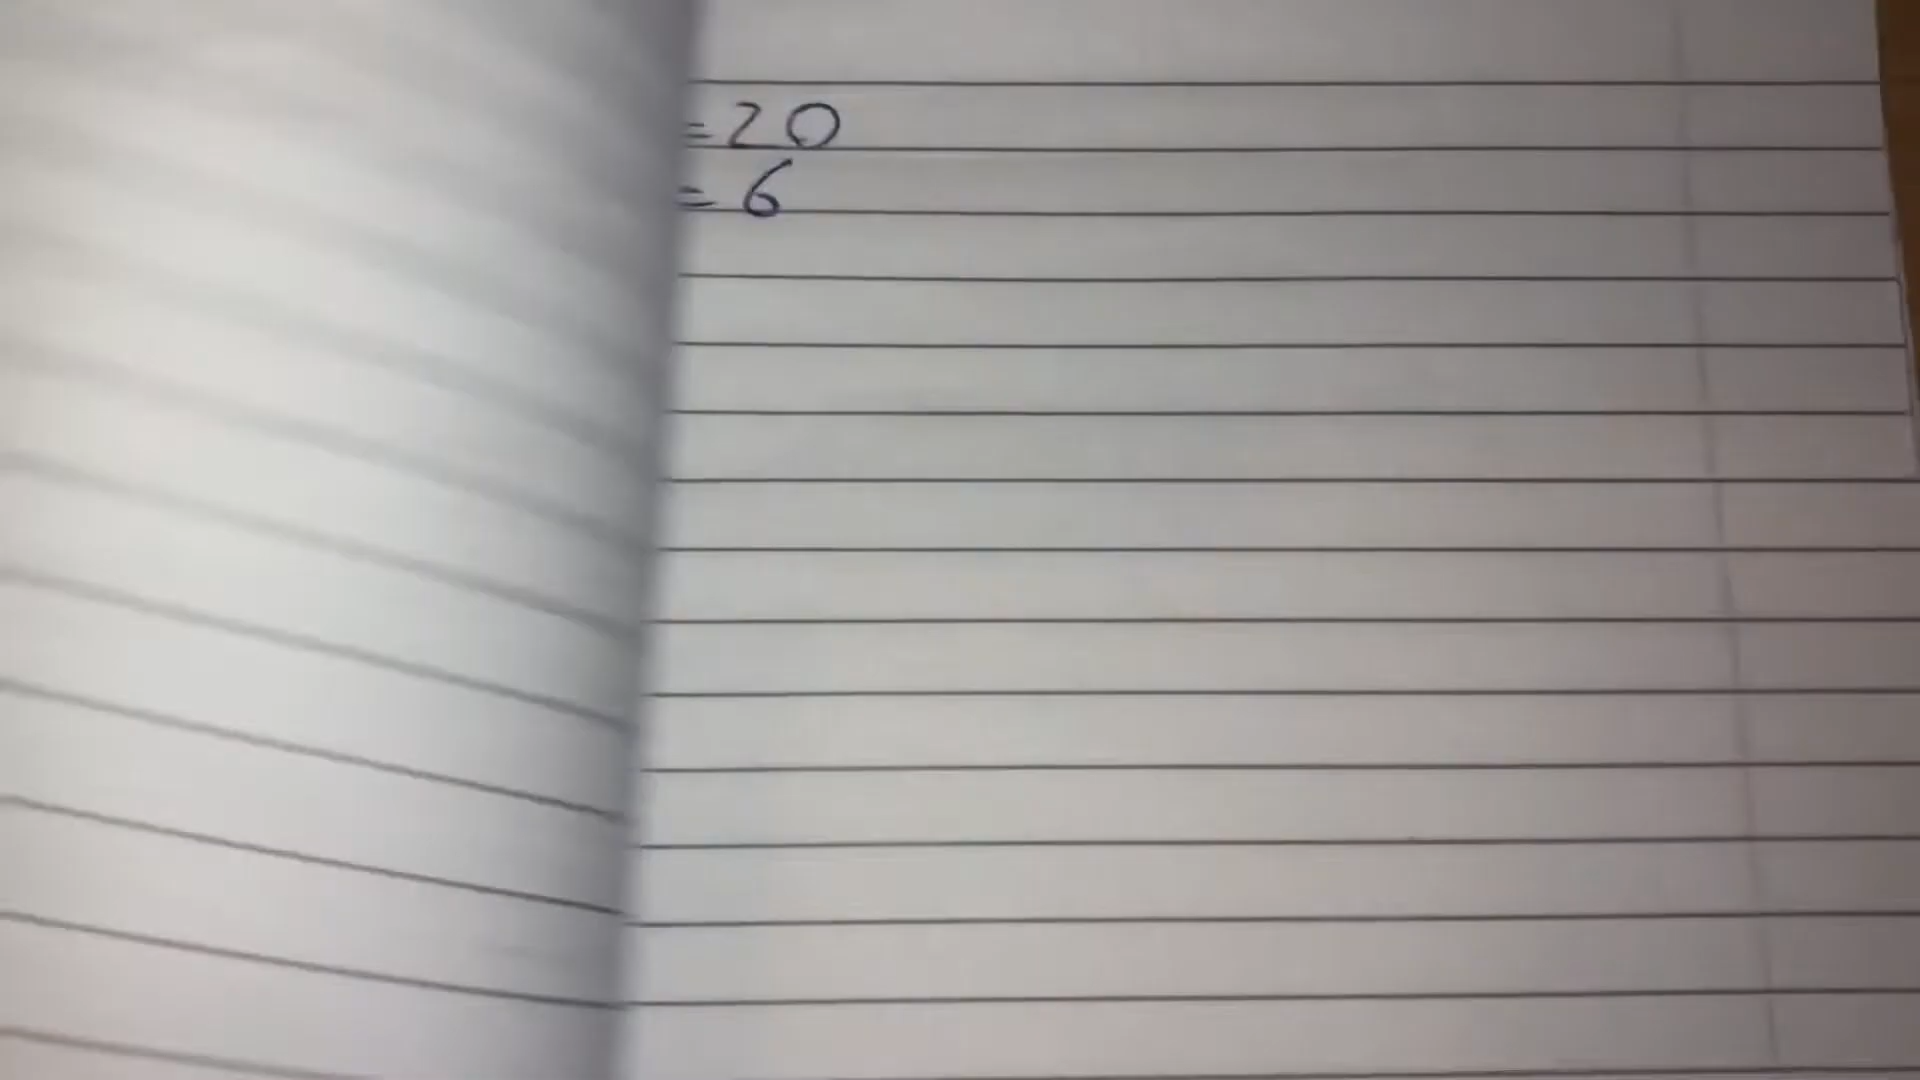 = 20
= 6